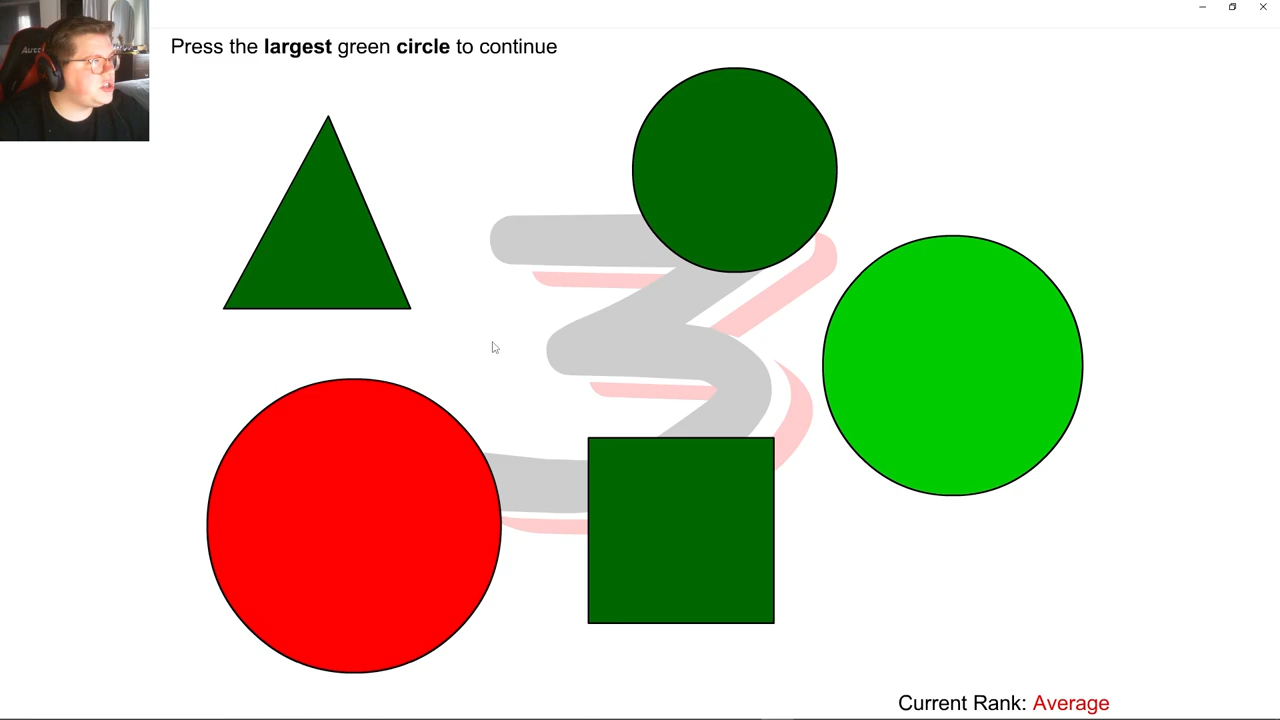 Press the largest green circle to continue
Current Rank: Average